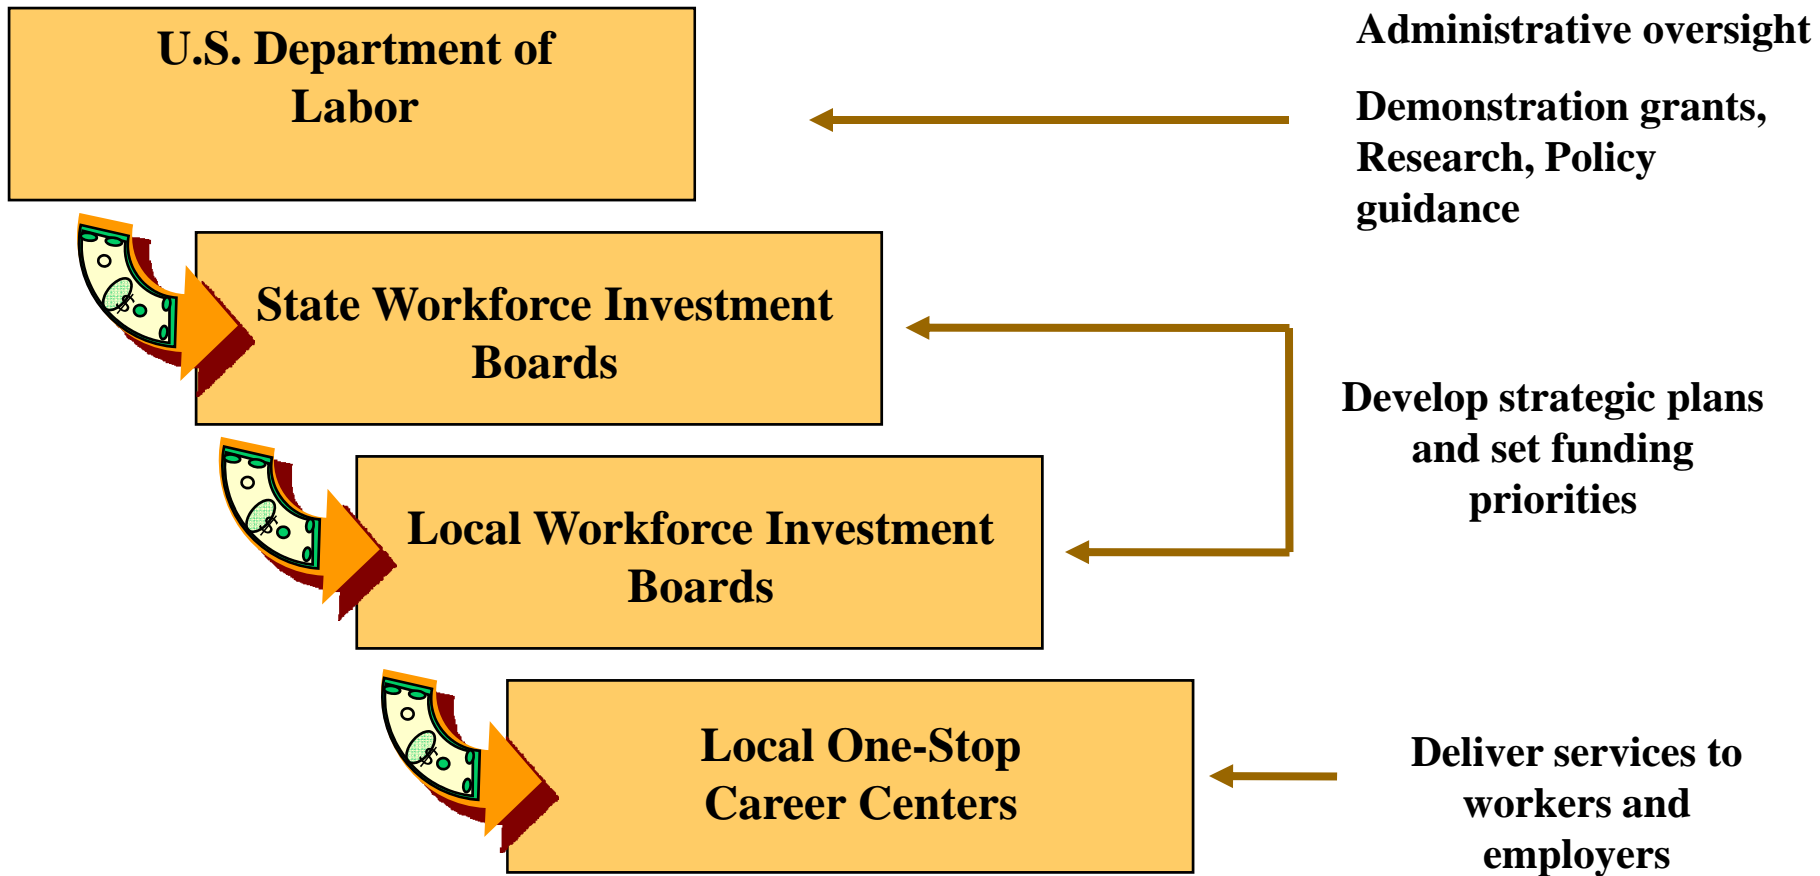 U.S. Department of
Labor
Administrative oversight
Demonstration grants,
Research, Policy
guidance
State Workforce Investment
Boards
Develop strategic plans
and set funding
priorities
Local Workforce Investment
Boards
Local One-Stop
Career Centers
Deliver services to
workers and
employers
$
$
$